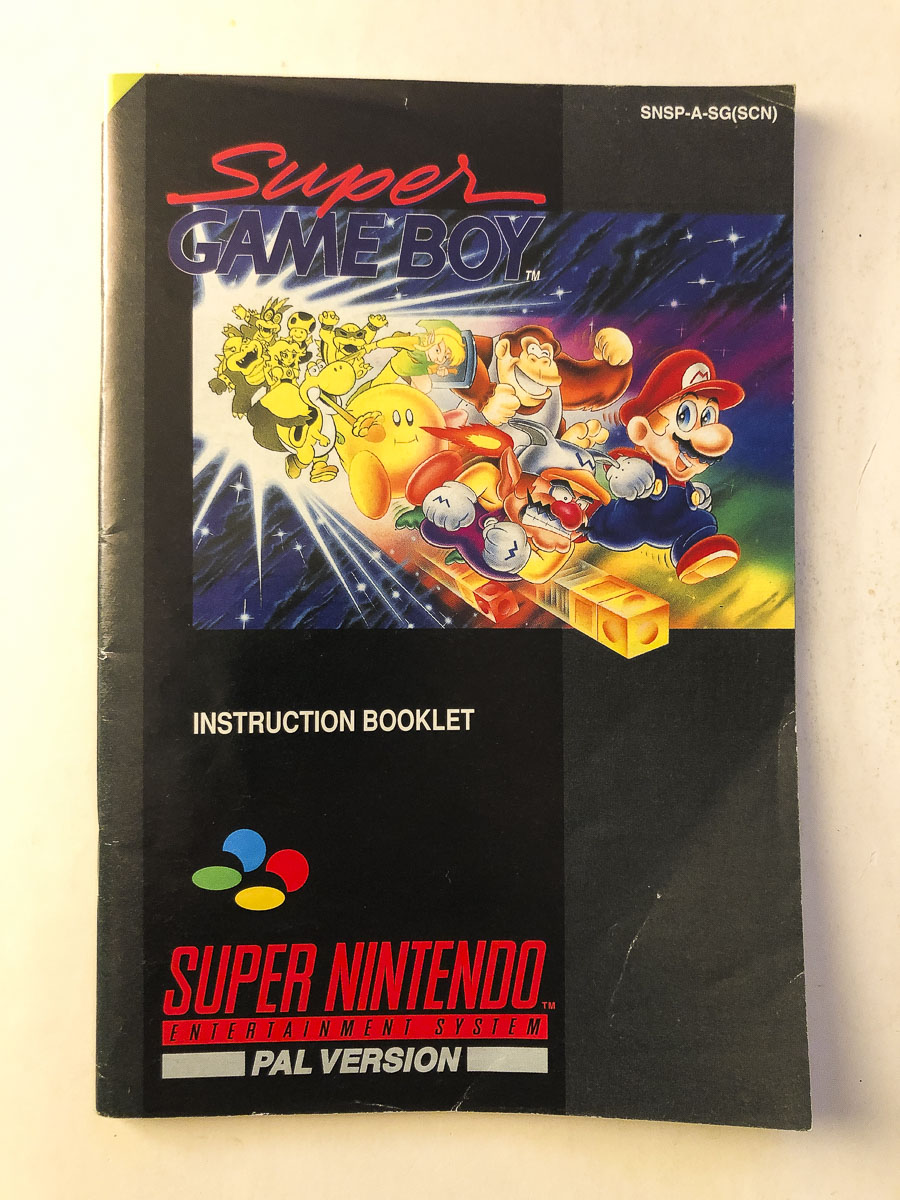 SNSP-A-SG(SCN)
Super
GAME BOY™
INSTRUCTION BOOKLET
SUPER NINTENDO™
ENTERTAINMENT SYSTEM
PAL VERSION